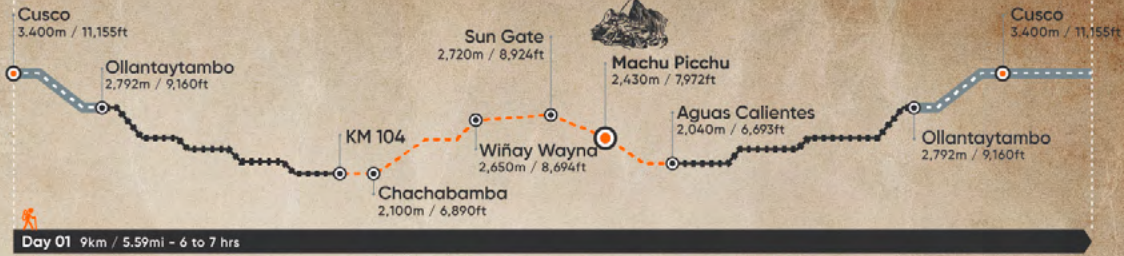 Cusco
3.400m / 11,155ft
Ollantaytambo
2,792m / 9,160ft
KM 104
Chachabamba
2,100m / 6,890ft
Sun Gate
2,720m / 8,924ft
Wiñay Wayna
2,650m / 8,694ft
Machu Picchu
2,430m / 7,972ft
Aguas Calientes
2,040m / 6,693ft
Ollantaytambo
2,792m / 9,160ft
Cusco
3.400m / 11,155ft
Day 01 9km / 5.59mi - 6 to 7 hrs